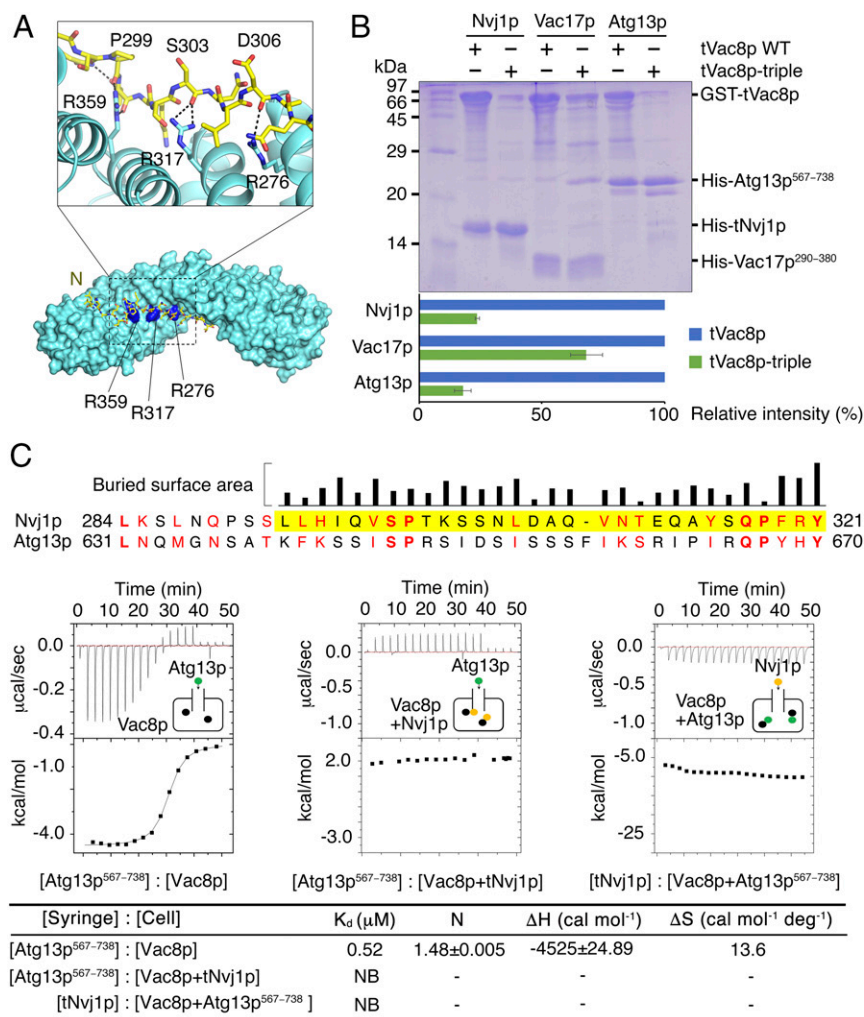 A
P299
S303
D306
R359
R317
R276
N
R359
R317
R276
B
Nvj1p Vac17p Atg13p
+ – + – + – tVac8p WT
– + – + – + tVac8p-triple
kDa
97
66
45
29
20
14
GST-tVac8p
His-Atg13p567–738
His-tNvj1p
His-Vac17p290–380
Nvj1p
Vac17p
Atg13p
tVac8p
tVac8p-triple
0 50 100 Relative intensity (%)
C
Buried surface area
Nvj1p 284 L K S L N Q P S S L L H I Q V S P T K S S N L D A Q - V N T E Q A Y S Q P F R Y 321
Atg13p 631 L N Q M G N S A T K F K S S I S P R S I D S I S S S F I K S R I P I R Q P Y H Y 670
Time (min)
0 10 20 30 40 50
µcal/sec
0.0
-0.2
-0.4
Atg13p
Vac8p
kcal/mol
-1.0
-4.0
[Atg13p567–738] : [Vac8p]
Time (min)
0 10 20 30 40 50
µcal/sec
0.0
-0.5
-1.0
Atg13p
Vac8p
+Nvj1p
kcal/mol
2.0
-3.0
[Atg13p567–738] : [Vac8p+tNvj1p]
Time (min)
0 10 20 30 40 50
µcal/sec
0.0
-0.5
-1.0
Nvj1p
Vac8p
+Atg13p
kcal/mol
-5.0
-25
[tNvj1p] : [Vac8p+Atg13p567–738]
[Syringe] : [Cell] Kd (µM) N ΔH (cal mol-1) ΔS (cal mol-1 deg-1)
[Atg13p567–738] : [Vac8p] 0.52 1.48±0.005 -4525±24.89 13.6
[Atg13p567–738] : [Vac8p+tNvj1p] NB - - -
[tNvj1p] : [Vac8p+Atg13p567–738 ] NB - - -